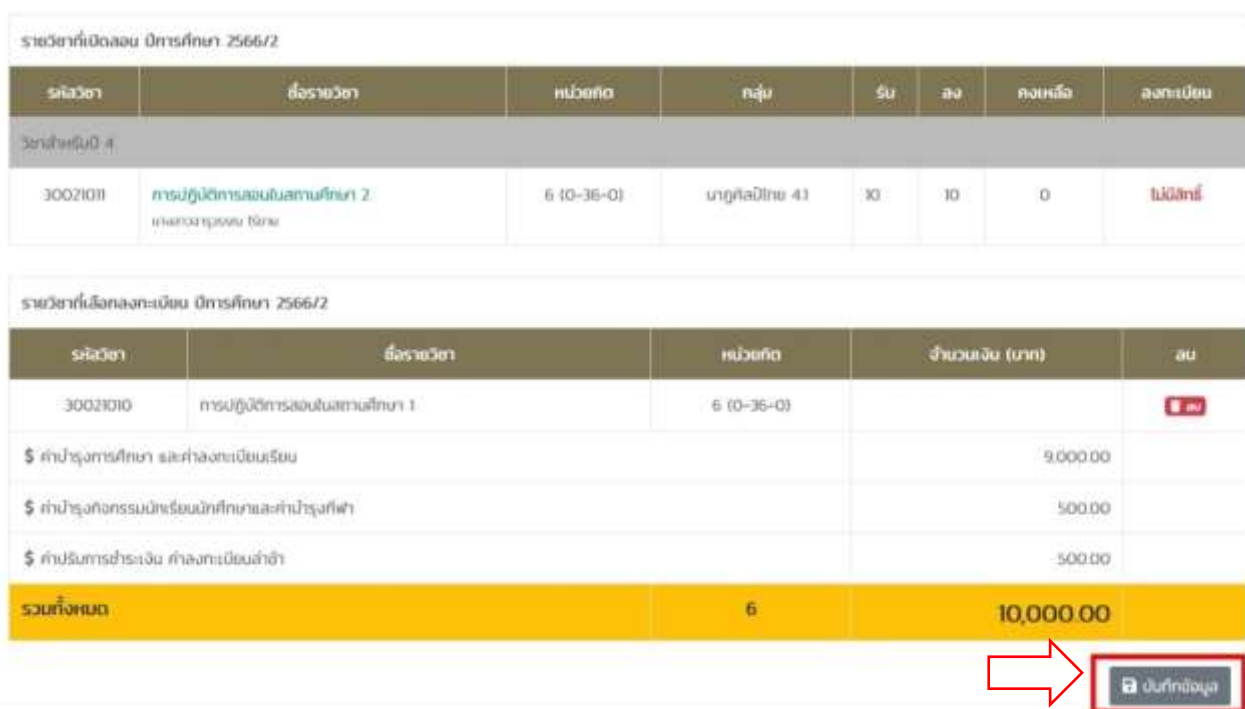 รายวิชาที่เปิดสอน ปีการศึกษา 2566/2
รหัสวิชา ชื่อรายวิชา หน่วยกิต กลุ่ม รับ ลง คงเหลือ ลงทะเบียน
วิชาสำหรับปี 4
30021011 การปฏิบัติการสอนในสถานศึกษา 2 6 (0-36-0) นาฏศิลป์ไทย 4.1 10 10 0 ไม่มีสิทธิ์
รายวิชาที่เลือกลงทะเบียน ปีการศึกษา 2566/2
รหัสวิชา ชื่อรายวิชา หน่วยกิต จำนวนเงิน (บาท) ลบ
30021010 การปฏิบัติการสอนในสถานศึกษา 1 6 (0-36-0) ลบ
$ ค่าบำรุงการศึกษา และค่าลงทะเบียนเรียน 9,000.00
$ ค่าบำรุงกิจกรรมนักเรียนนักศึกษาและค่าบำรุงกีฬา 500.00
$ ค่าปรับการชำระเงิน ค่าลงทะเบียนล่าช้า 500.00
รวมทั้งหมด 6 10,000.00
บันทึกข้อมูล